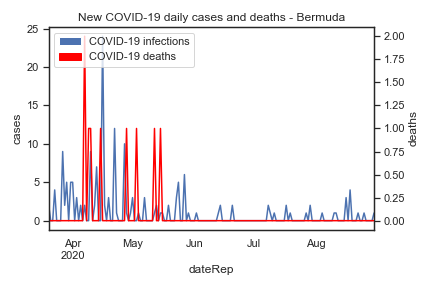 New COVID-19 daily cases and deaths - Bermuda
COVID-19 infections
COVID-19 deaths
cases
25
20
15
10
5
0
deaths
2.00
1.75
1.50
1.25
1.00
0.75
0.50
0.25
0.00
Apr
2020
May
Jun
Jul
Aug
dateRep